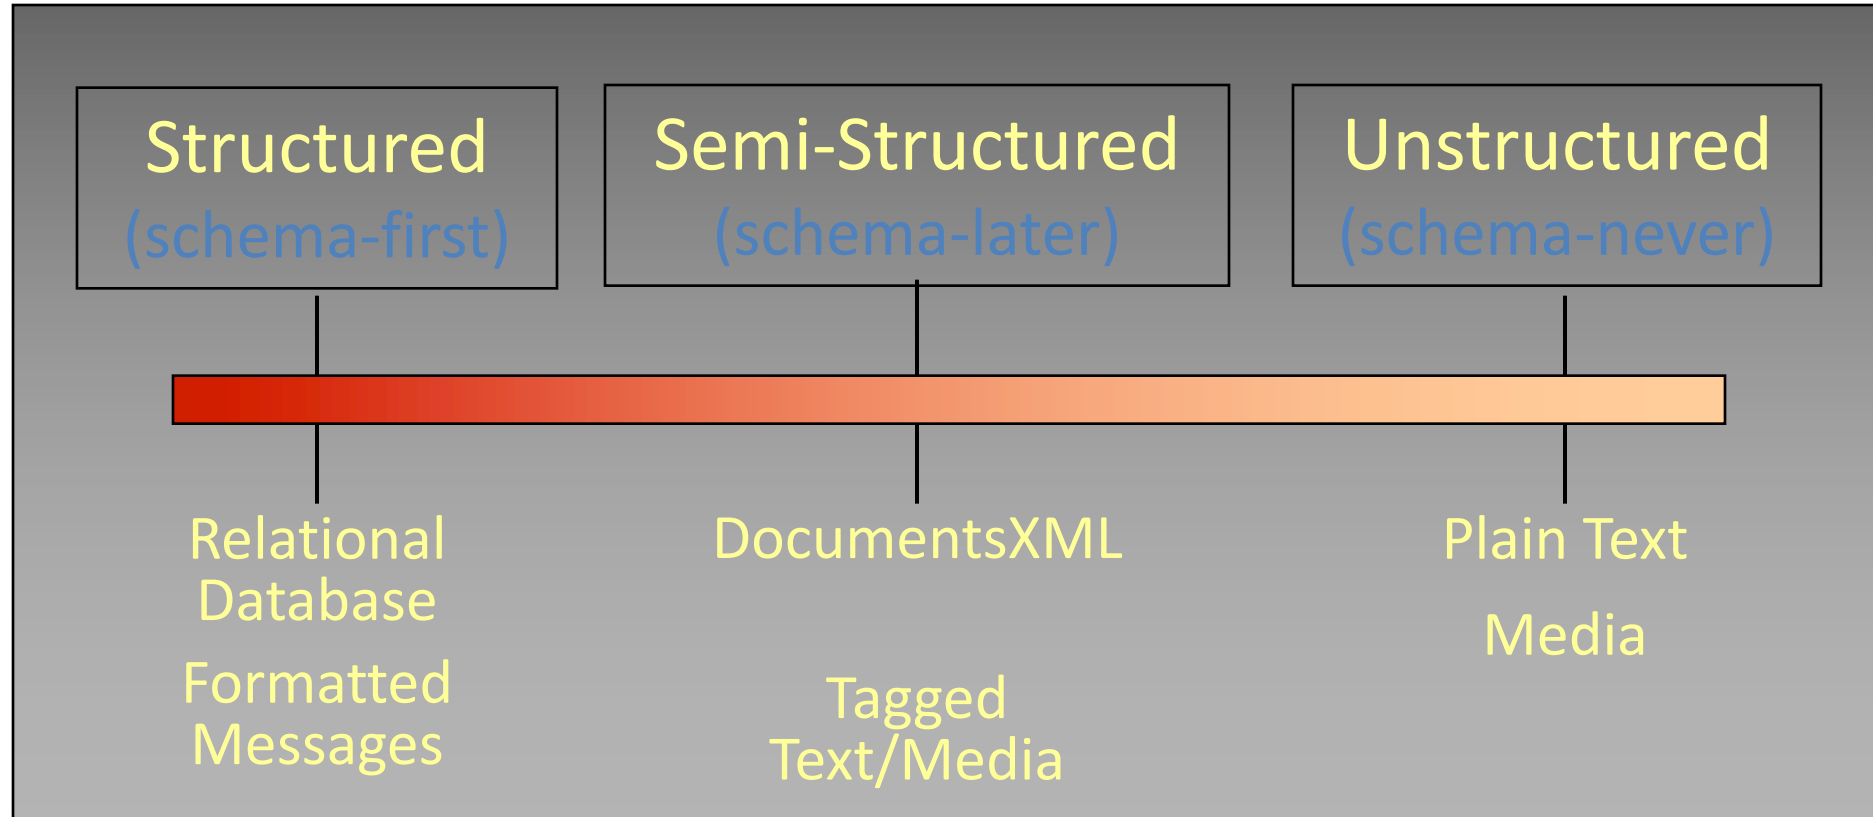 Structured
(schema-first)
Semi-Structured
(schema-later)
Unstructured
(schema-never)
Relational
Database
Formatted
Messages
DocumentsXML
Tagged
Text/Media
Plain Text
Media